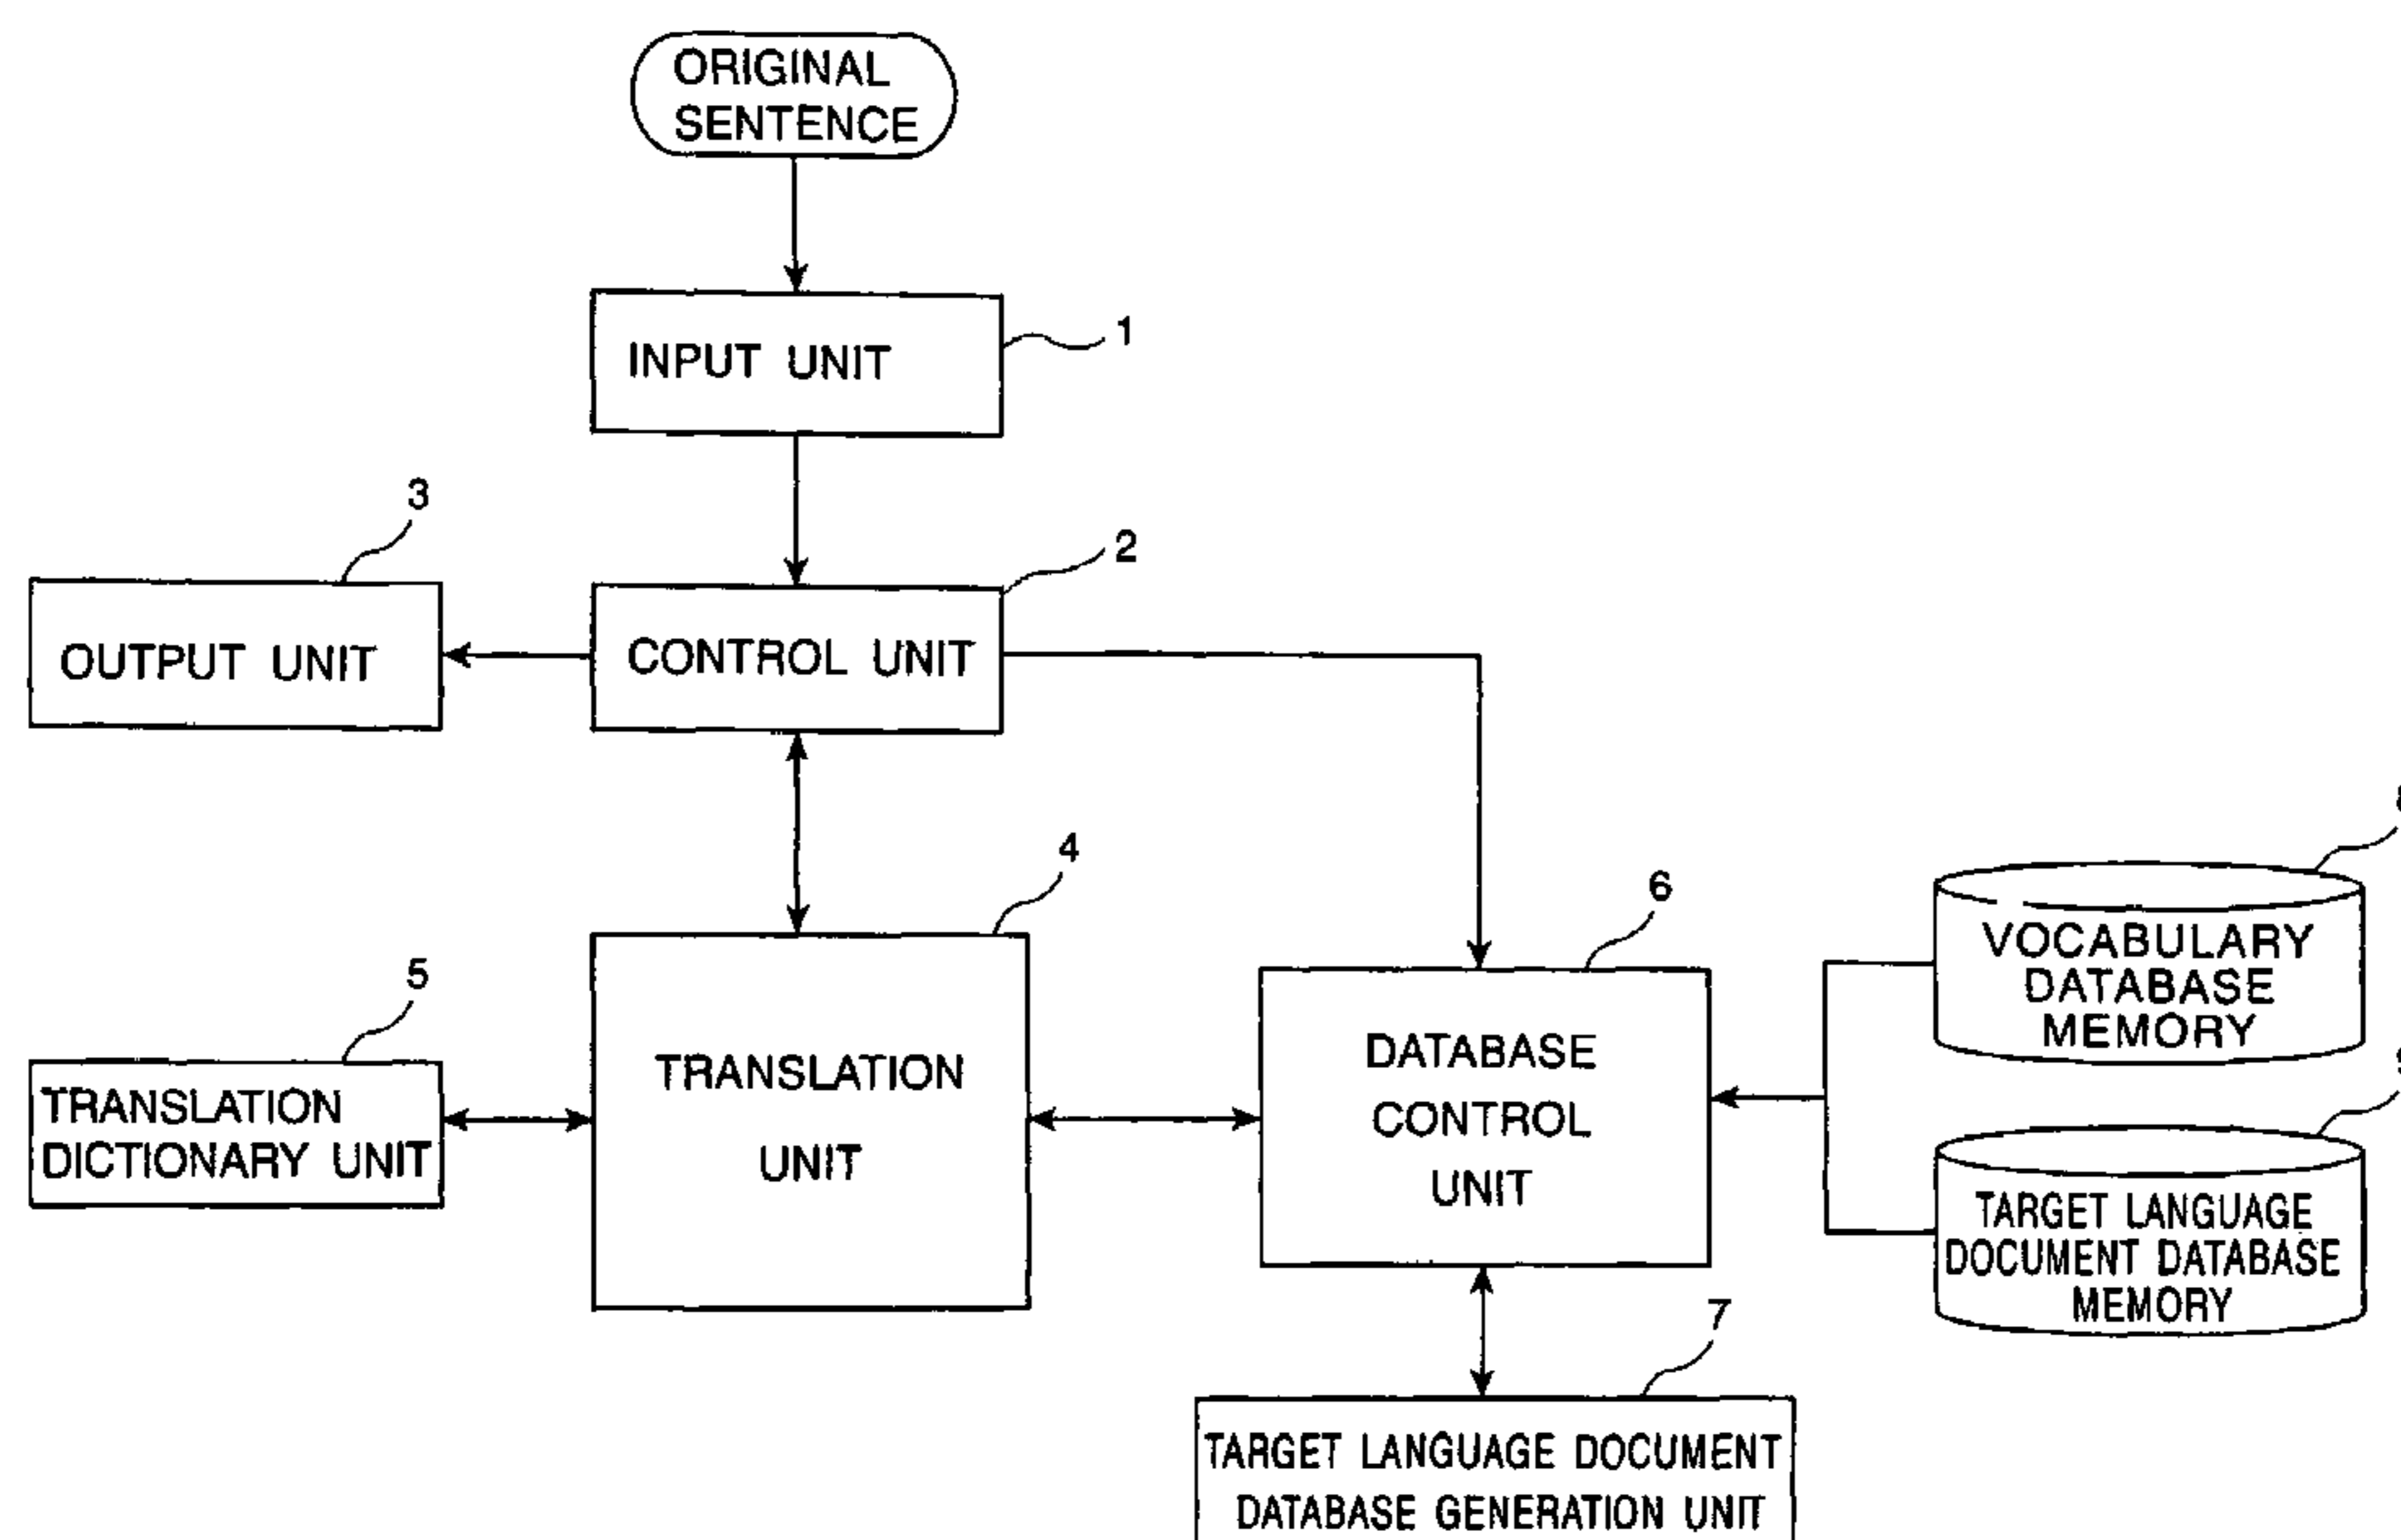 ORIGINAL
SENTENCE
INPUT UNIT
1
3
2
OUTPUT UNIT
CONTROL UNIT
4
5
6
TRANSLATION
UNIT
TRANSLATION
DICTIONARY UNIT
DATABASE
CONTROL
UNIT
VOCABULARY
DATABASE
MEMORY
TARGET LANGUAGE
DOCUMENT DATABASE
MEMORY
7
TARGET LANGUAGE DOCUMENT
DATABASE GENERATION UNIT